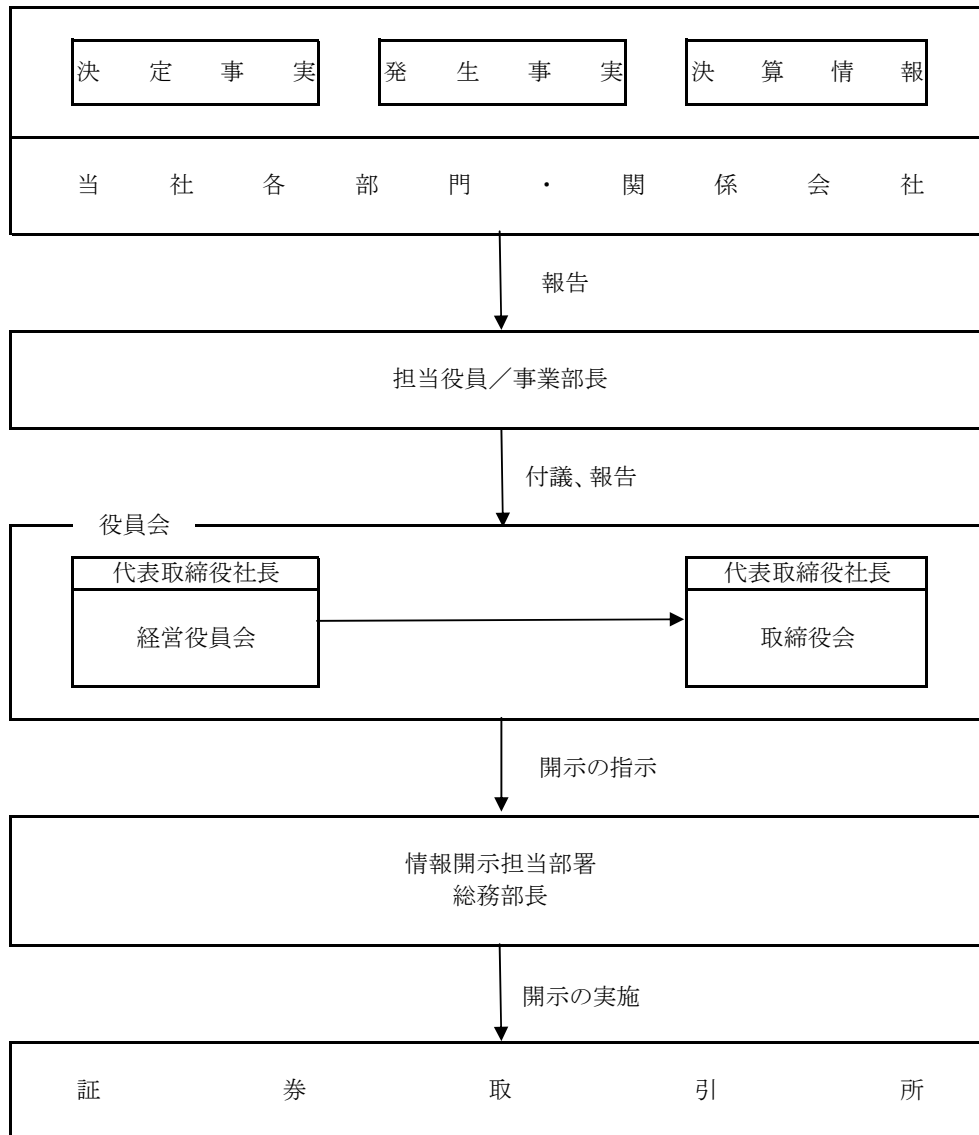 決定事実
発生事実
決算情報
当社各部門・関係会社
報告
担当役員／事業部長
付議、報告
役員会
代表取締役社長
経営役員会
代表取締役社長
取締役会
開示の指示
情報開示担当部署
総務部長
開示の実施
証券取引所